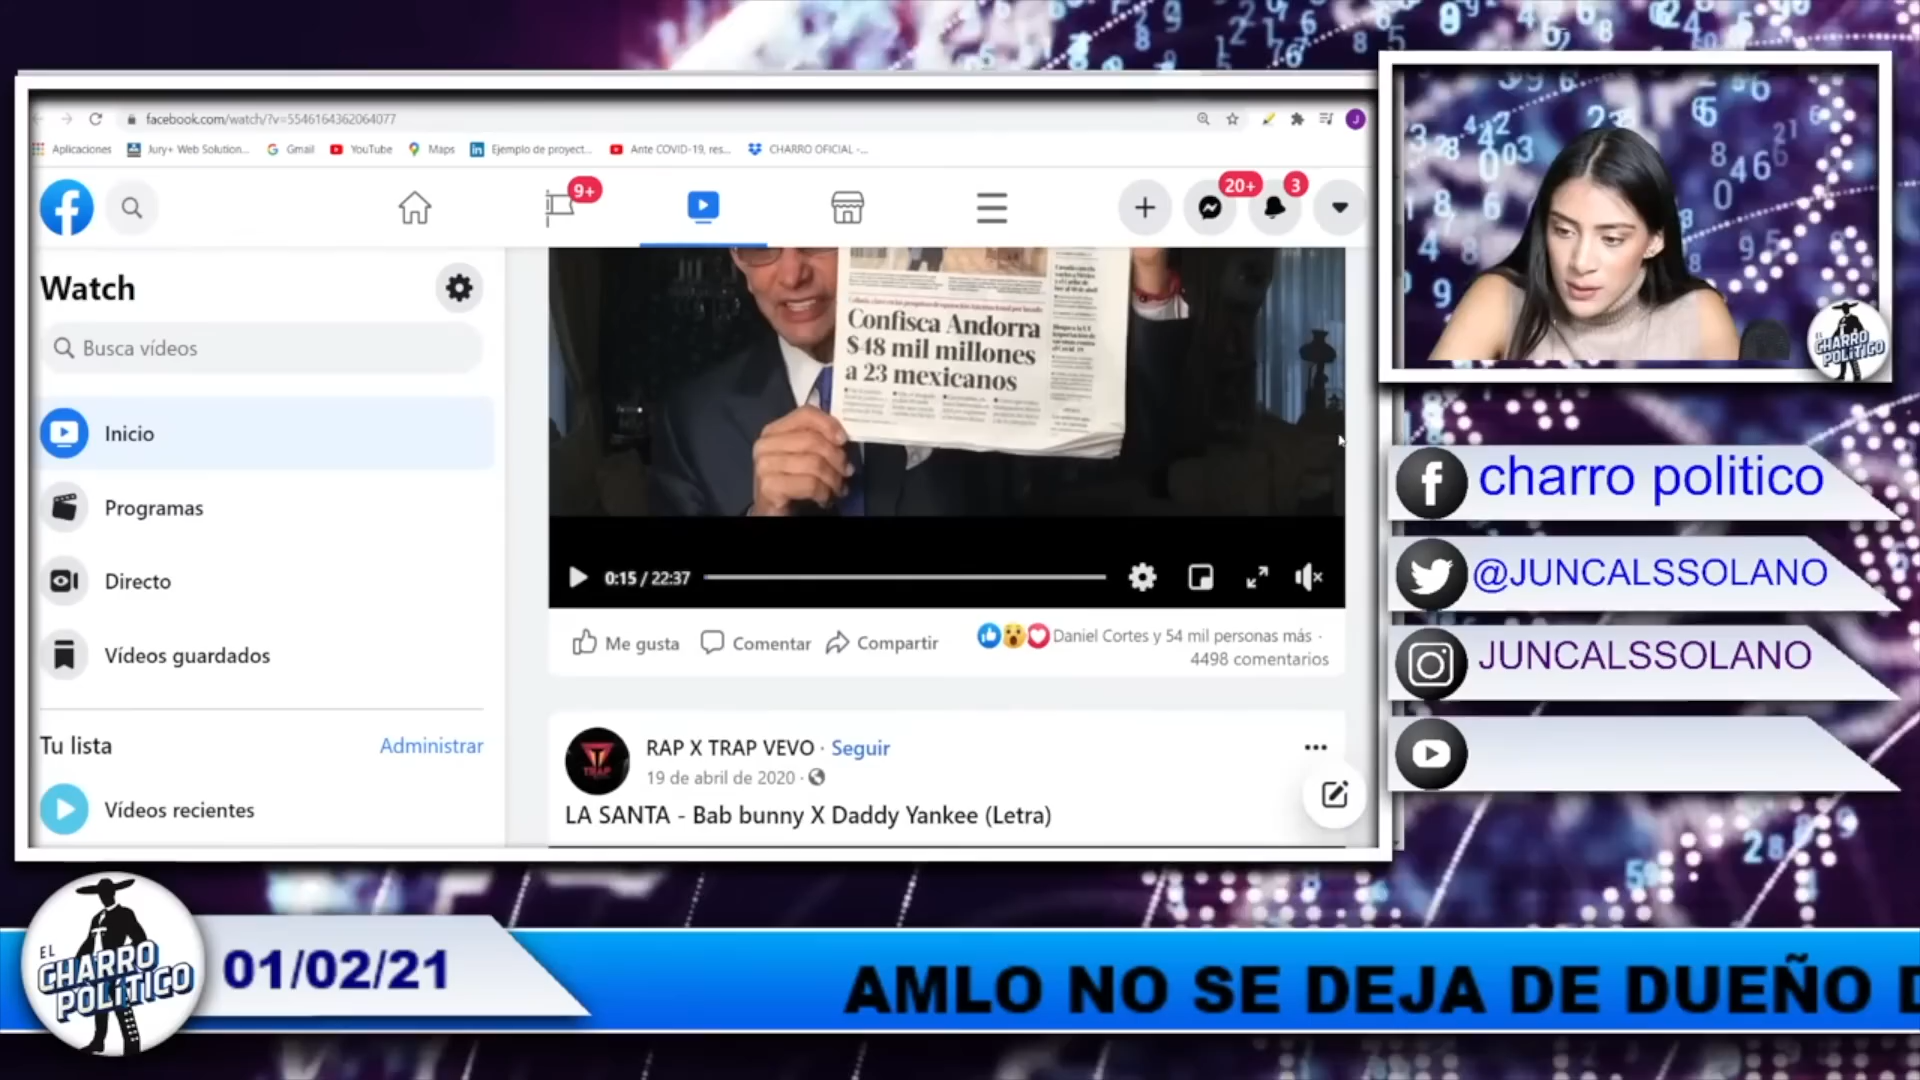 facebook.com/watch/?v=5546164362064077
Aplicaciones
Jury+ Web Solution...
Gmail
YouTube
Maps
Ejemplo de proyect...
Ante COVID-19, res...
CHARRO OFICIAL -...
9+
20+
3
J
Watch
Busca vídeos
Inicio
Programas
Directo
Vídeos guardados
Tu lista
Administrar
Vídeos recientes
Confisca Andorra
$48 mil millones
a 23 mexicanos
0:15 / 22:37
Me gusta
Comentar
Compartir
Daniel Cortes y 54 mil personas más ·
4498 comentarios
TRAP
RAP X TRAP VEVO · Seguir
19 de abril de 2020 ·
LA SANTA - Bab bunny X Daddy Yankee (Letra)
CHARRO
POLÍTICO
charro politico
@JUNCALSSOLANO
JUNCALSSOLANO
EL
CHARRO
POLÍTICO
01/02/21
AMLO NO SE DEJA DE DUEÑO D